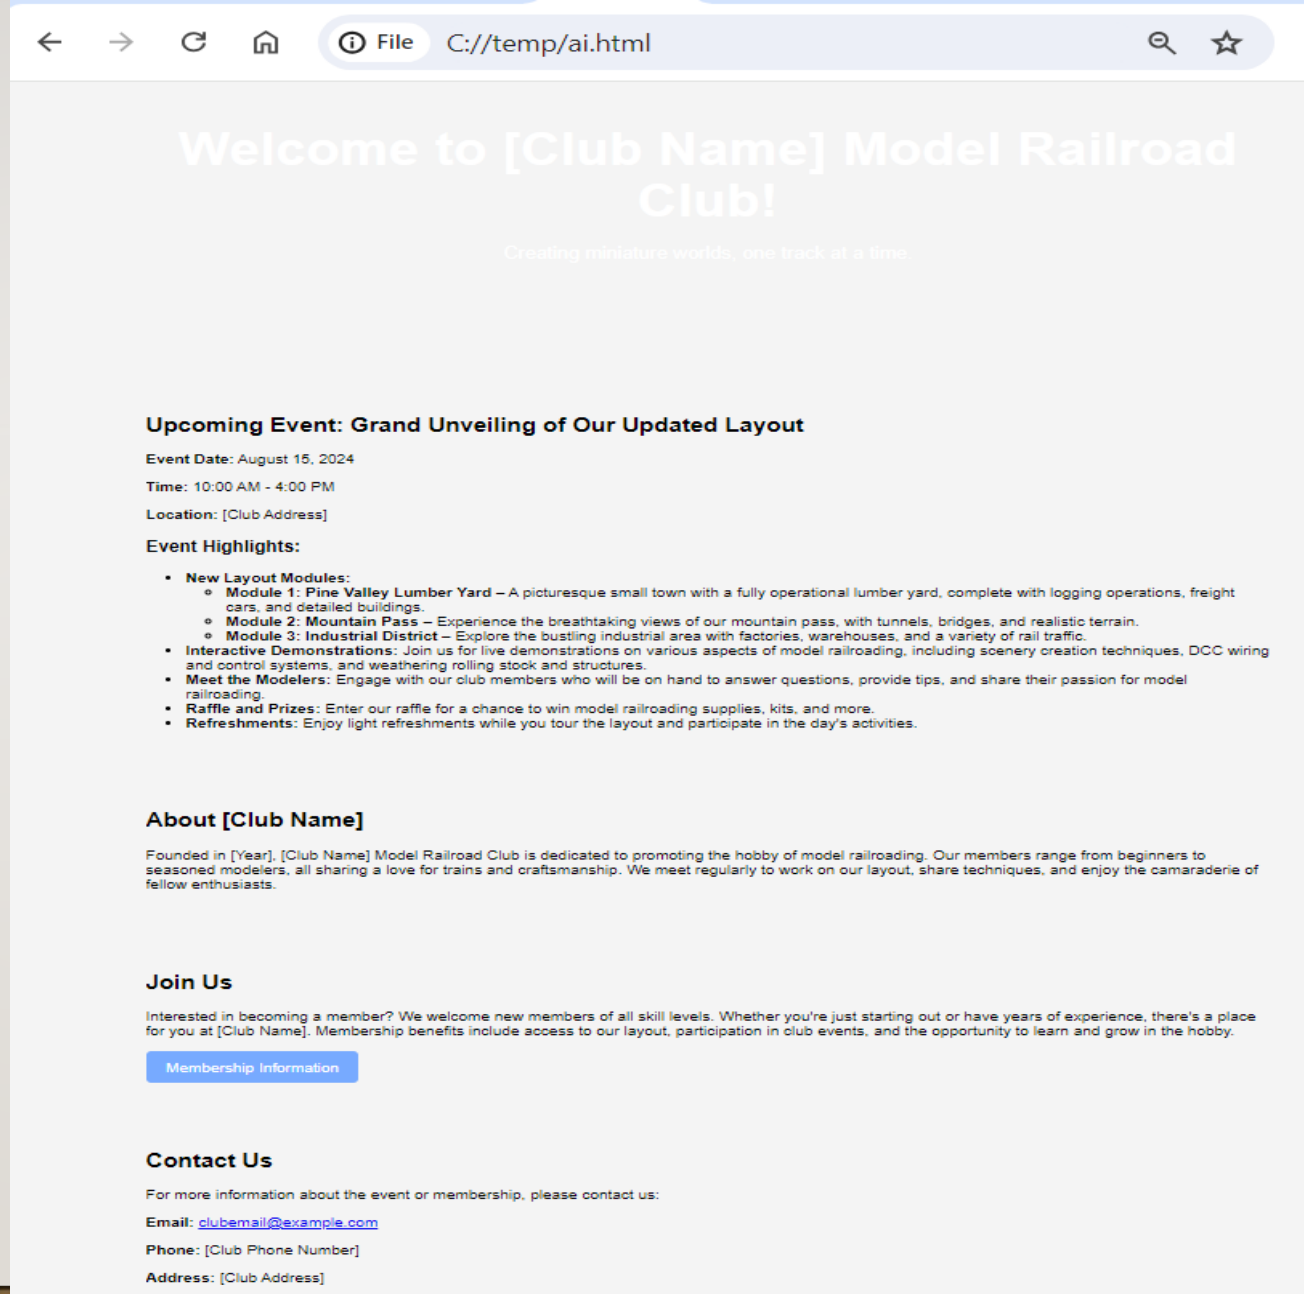 File C://temp/ai.html
Welcome to [Club Name] Model Railroad
Club!
Creating miniature worlds, one track at a time
Upcoming Event: Grand Unveiling of Our Updated Layout
Event Date: August 15, 2024
Time: 10:00 AM - 4:00 PM
Location: [Club Address]
Event Highlights:
• New Layout Modules:
◦ Module 1: Pine Valley Lumber Yard – A picturesque small town with a fully operational lumber yard, complete with logging operations, freight
cars, and detailed buildings.
◦ Module 2: Mountain Pass – Experience the breathtaking views of our mountain pass, with tunnels, bridges, and realistic terrain.
◦ Module 3: Industrial District – Explore the bustling industrial area with factories, warehouses, and a variety of rail traffic.
• Interactive Demonstrations: Join us for live demonstrations on various aspects of model railroading, including scenery creation techniques, DCC wiring
and control systems, and weathering rolling stock and structures.
• Meet the Modelers: Engage with our club members who will be on hand to answer questions, provide tips, and share their passion for model
railroading.
• Raffle and Prizes: Enter our raffle for a chance to win model railroading supplies, kits, and more.
• Refreshments: Enjoy light refreshments while you tour the layout and participate in the day's activities.
About [Club Name]
Founded in [Year], [Club Name] Model Railroad Club is dedicated to promoting the hobby of model railroading. Our members range from beginners to
seasoned modelers, all sharing a love for trains and craftsmanship. We meet regularly to work on our layout, share techniques, and enjoy the camaraderie of
fellow enthusiasts.
Join Us
Interested in becoming a member? We welcome new members of all skill levels. Whether you're just starting out or have years of experience, there's a place
for you at [Club Name]. Membership benefits include access to our layout, participation in club events, and the opportunity to learn and grow in the hobby.
Membership Information
Contact Us
For more information about the event or membership, please contact us:
Email: clubemail@example.com
Phone: [Club Phone Number]
Address: [Club Address]